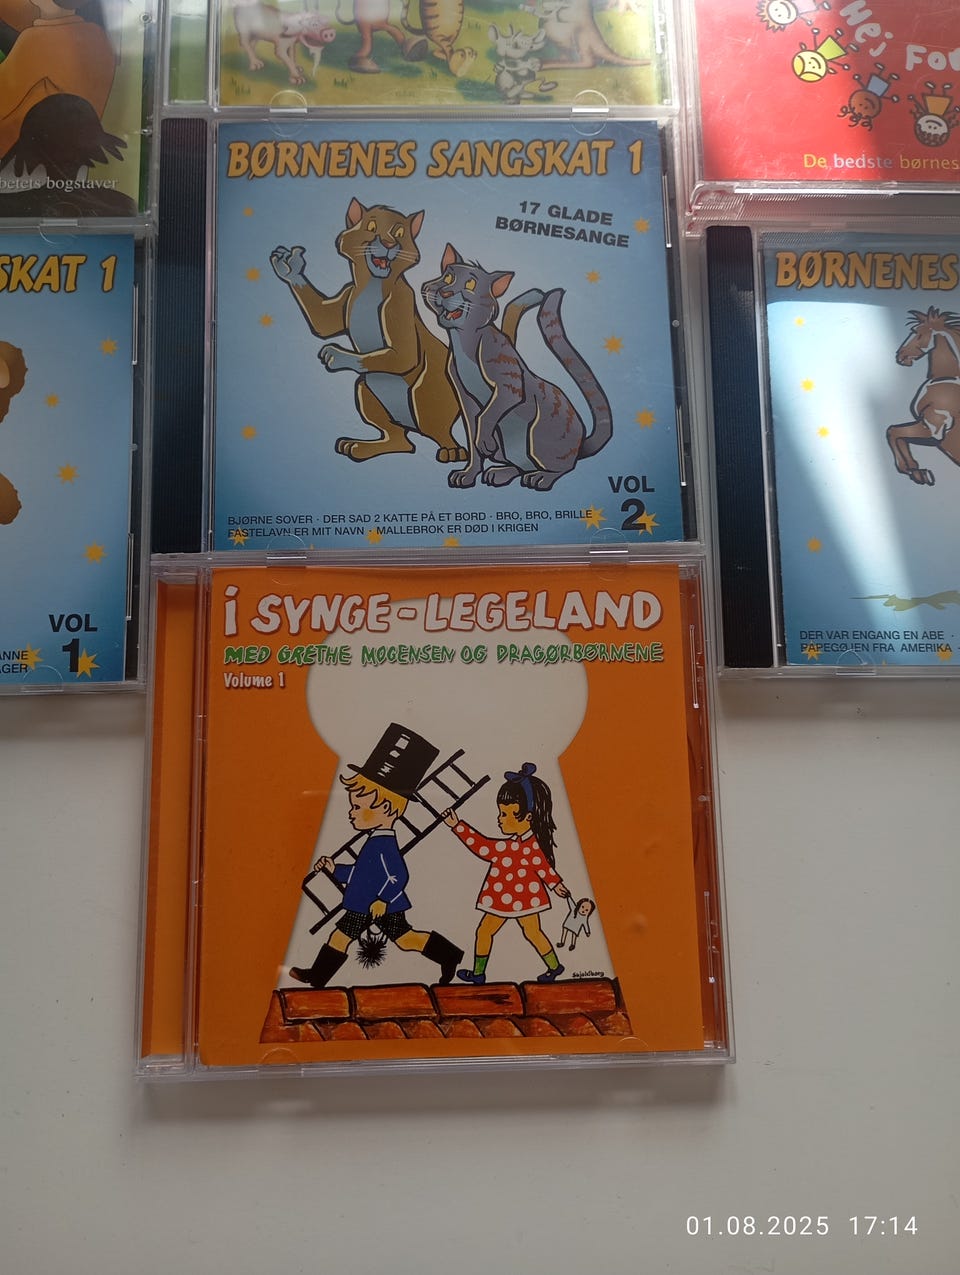 Hej For
De bedste børnes
betets bogstaver
BØRNENES SANGSKAT 1
17 GLADE
BØRNESANGE
VOL
2
BJØRNE SOVER · DER SAD 2 KATTE PÅ ET BORD · BRO, BRO, BRILLE
FASTELAVN ER MIT NAVN · MALLEBROK ER DØD I KRIGEN
SKAT 1
VOL
1
ANNE
AGER
BØRNENES
DER VAR ENGANG EN ABE ·
PAPEGØJEN FRA AMERIKA ·
i SYNGE-LEGELAND
MED GRETHE MOGENSEN OG DRAGØRBØRNENE
Volume 1
Skjoldborg
01.08.2025 17:14